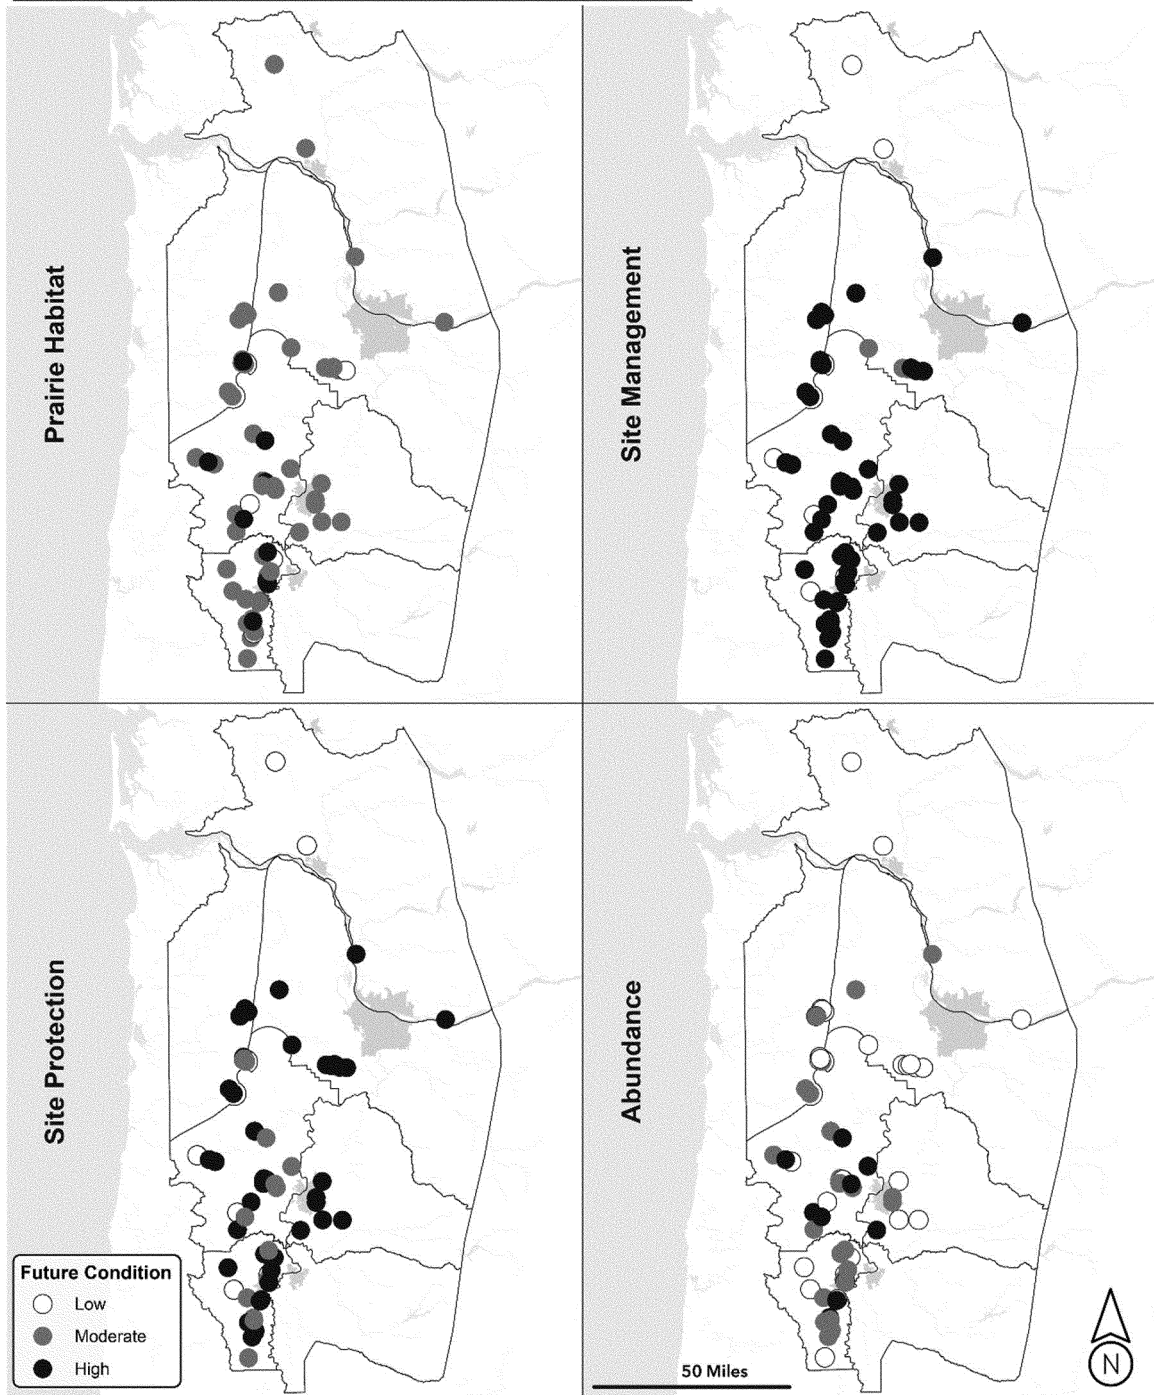 Prairie Habitat
Site Management
Site Protection
Abundance
Future Condition
Low
Moderate
High
50 Miles
N